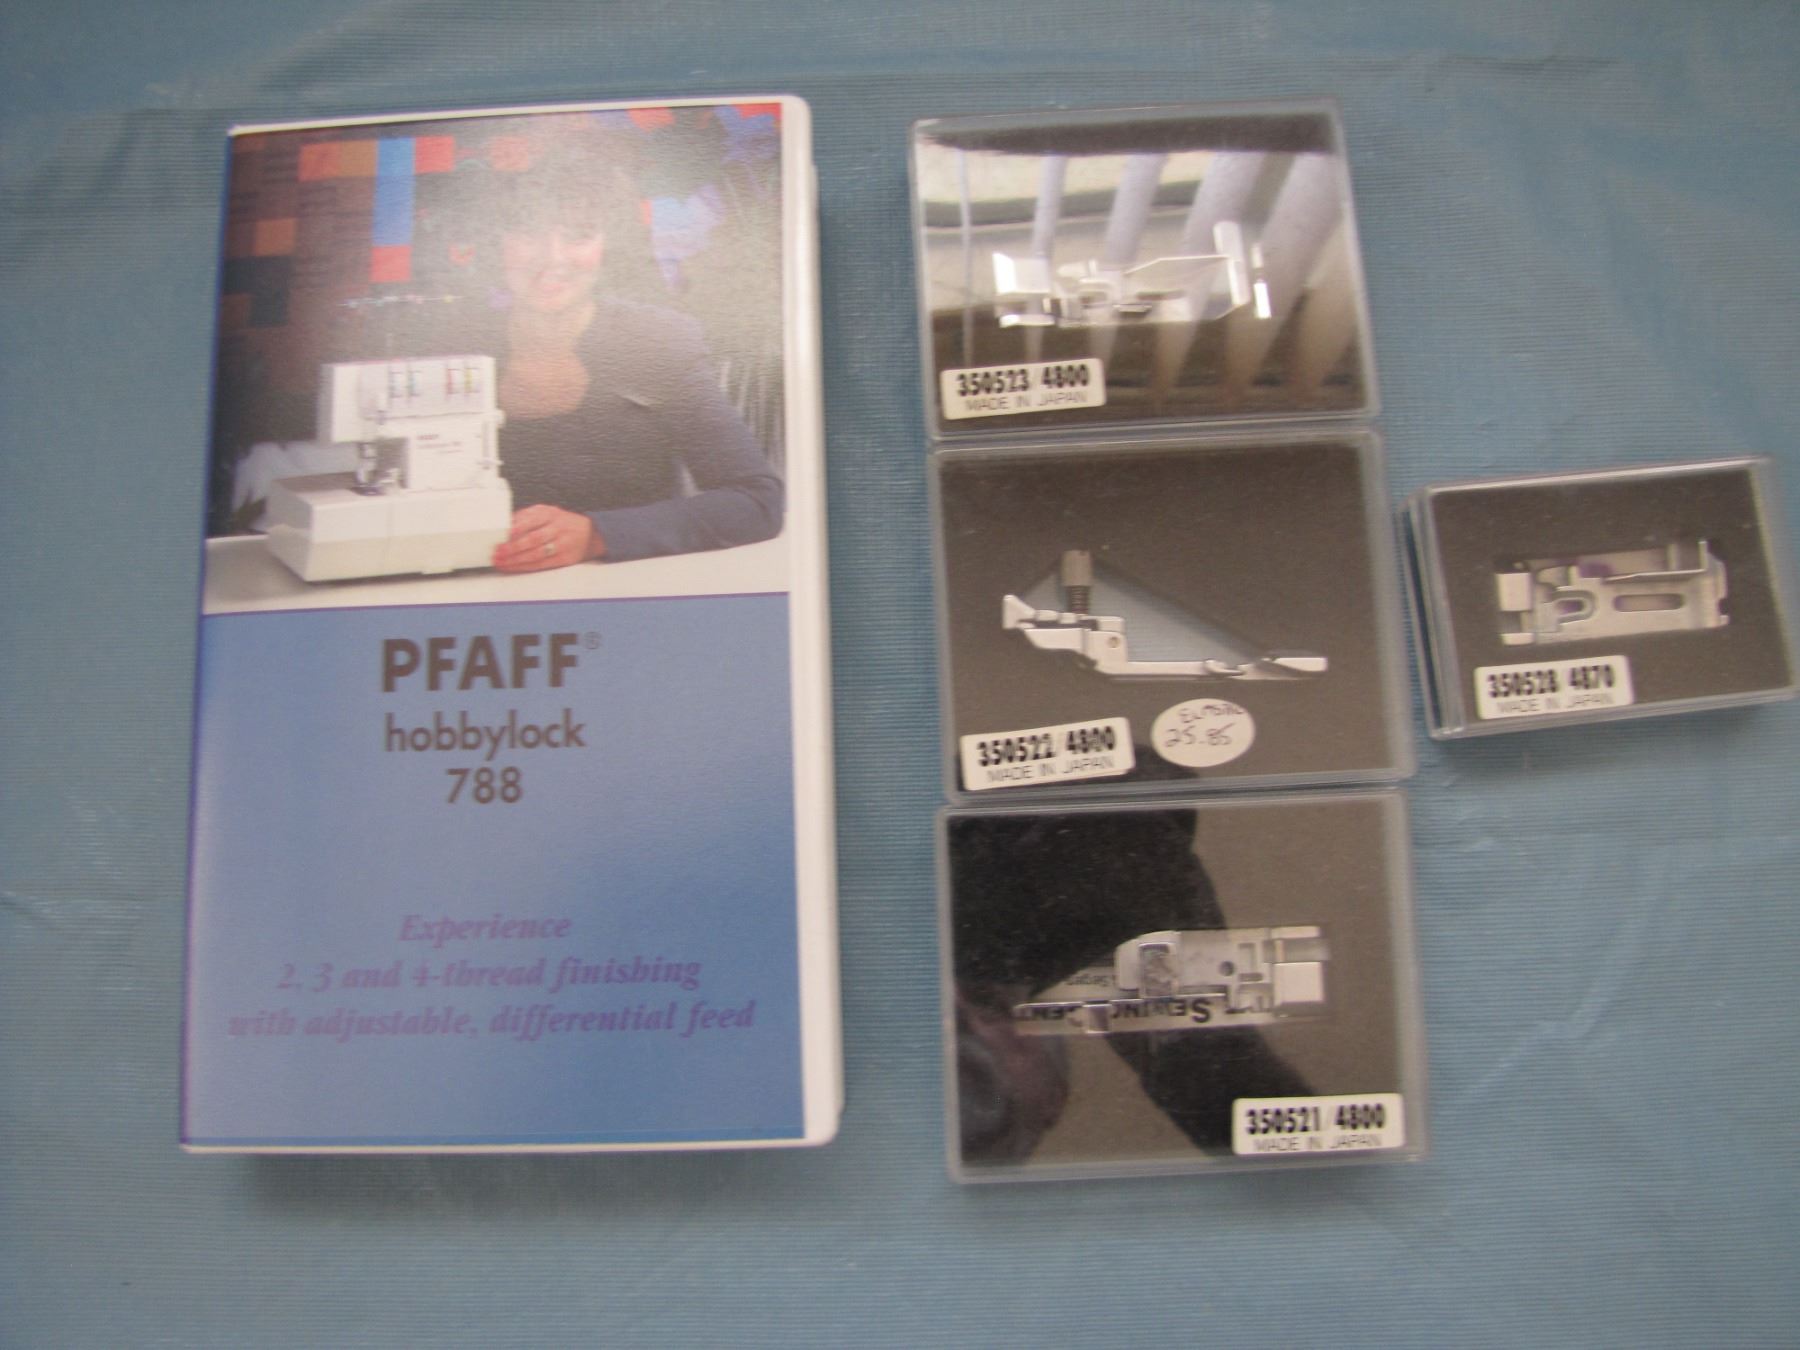 PFAFF®
hobbylock
788
Experience
2, 3 and 4-thread finishing
with adjustable, differential feed
350523/4800
MADE IN JAPAN
350522/4800
MADE IN JAPAN
25.85
350528/4870
MADE IN JAPAN
SEWING
350521/4800
MADE IN JAPAN